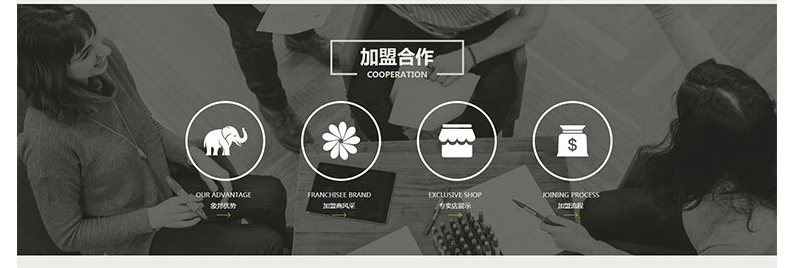 加盟合作
COOPERATION
OUR ADVANTAGE
象邦优势
FRANCHISEE BRAND
加盟商风采
EXCLUSIVE SHOP
专卖店展示
JOINING PROCESS
加盟流程
$